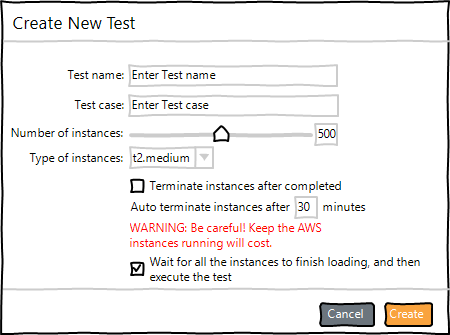 Create New Test
Test name: Enter Test name
Test case: Enter Test case
Number of instances: 500
Type of instances: t2.medium
Terminate instances after completed
Auto terminate instances after 30 minutes
WARNING: Be careful! Keep the AWS
instances running will cost.
Wait for all the instances to finish loading, and then
execute the test
Cancel Create